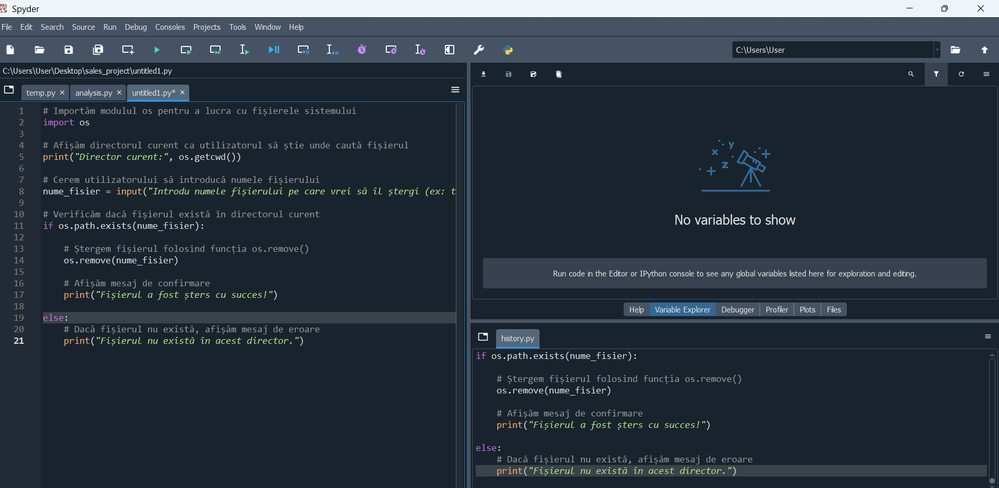 Spyder
File Edit Search Source Run Debug Consoles Projects Tools Window Help
C:\Users\User
C:\Users\User\Desktop\sales_project\untitled1.py
temp.py analysis.py untitled1.py*
1 # Importăm modulul os pentru a lucra cu fișierele sistemului
2 import os
3
4 # Afișăm directorul curent ca utilizatorul să știe unde caută fișierul
5 print("Director curent:", os.getcwd())
6
7 # Cerem utilizatorului să introducă numele fișierului
8 nume_fisier = input("Introdu numele fișierului pe care vrei să îl ștergi (ex: t
9
10 # Verificăm dacă fișierul există în directorul curent
11 if os.path.exists(nume_fisier):
12
13 # Ștergem fișierul folosind funcția os.remove()
14 os.remove(nume_fisier)
15
16 # Afișăm mesaj de confirmare
17 print("Fișierul a fost șters cu succes!")
18
19 else:
20 # Dacă fișierul nu există, afișăm mesaj de eroare
21 print("Fișierul nu există în acest director.")
x y z
No variables to show
Run code in the Editor or IPython console to see any global variables listed here for exploration and editing.
Help Variable Explorer Debugger Profiler Plots Files
history.py
if os.path.exists(nume_fisier):
# Ștergem fișierul folosind funcția os.remove()
os.remove(nume_fisier)
# Afișăm mesaj de confirmare
print("Fișierul a fost șters cu succes!")
else:
# Dacă fișierul nu există, afișăm mesaj de eroare
print("Fișierul nu există în acest director.")